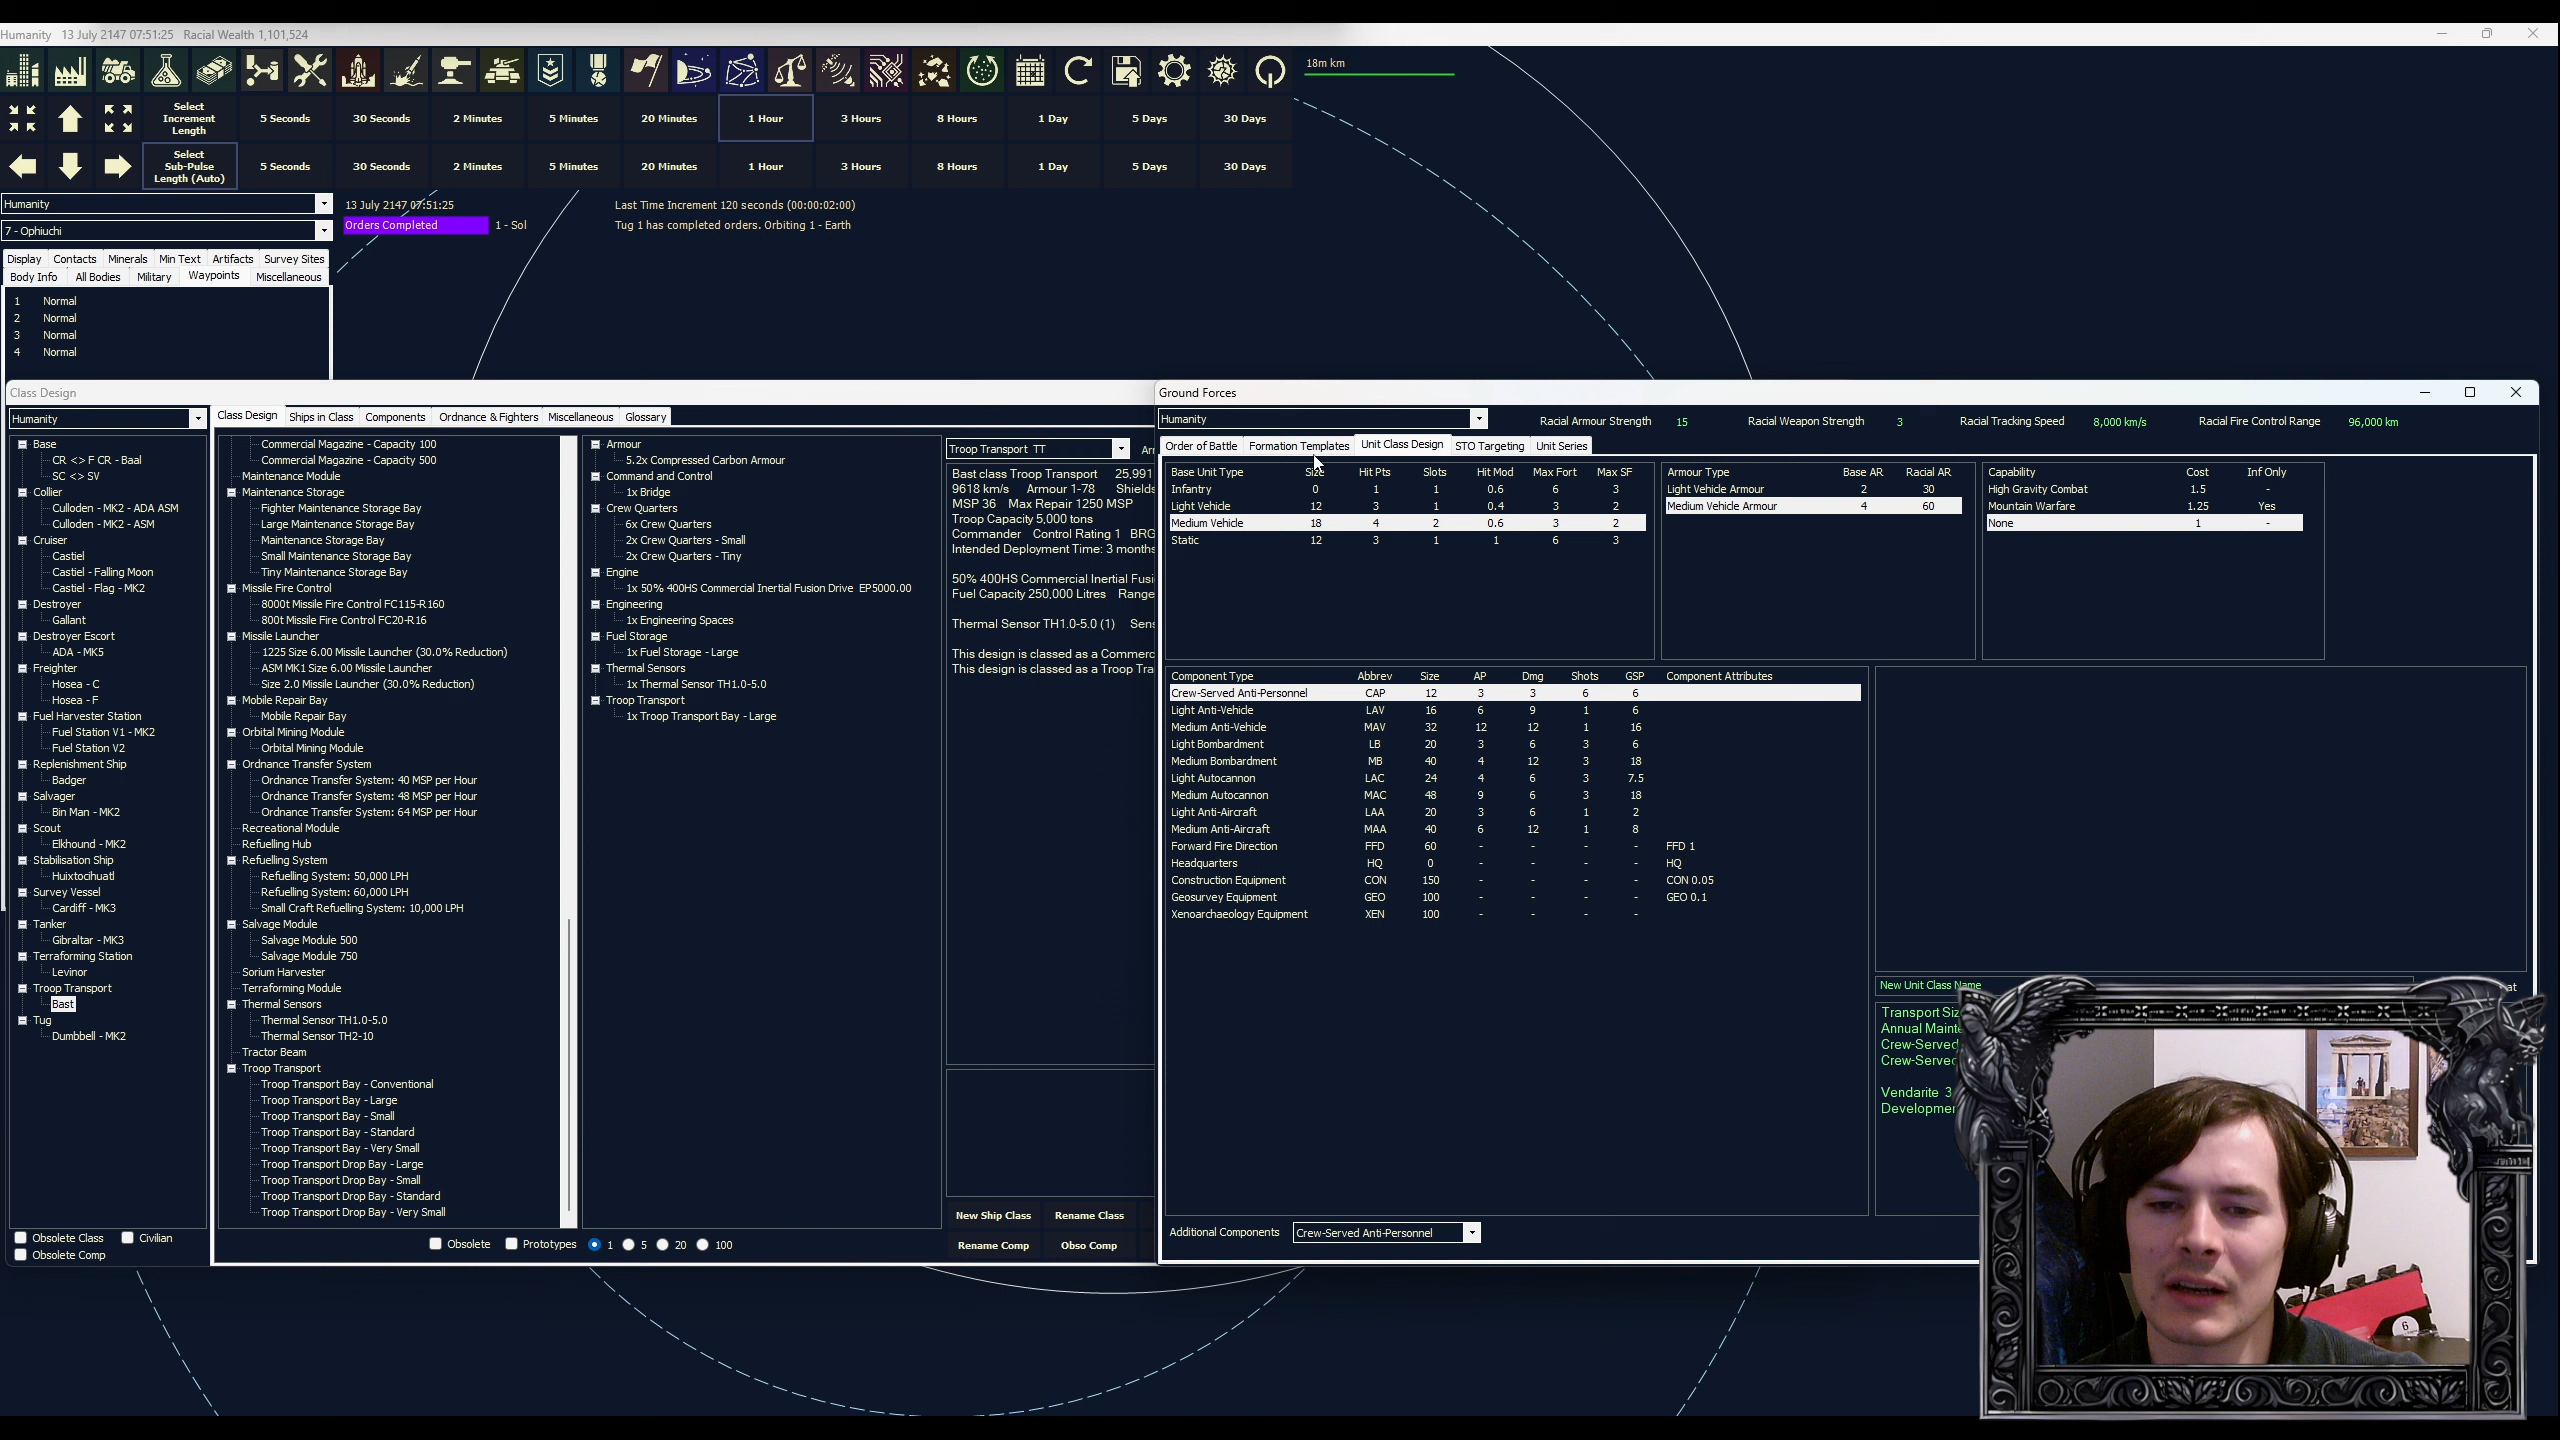 Humanity 13 July 2147 07:51:25 Racial Wealth 1,101,524
18m km
Select Increment Length 5 Seconds 30 Seconds 2 Minutes 5 Minutes 20 Minutes 1 Hour 3 Hours 8 Hours 1 Day 5 Days 30 Days
Select Sub-Pulse Length (Auto) 5 Seconds 30 Seconds 2 Minutes 5 Minutes 20 Minutes 1 Hour 3 Hours 8 Hours 1 Day 5 Days 30 Days
Humanity
7 - Ophiuchi
13 July 2147 07:51:25 Last Time Increment 120 seconds (00:00:02:00)
Orders Completed 1 - Sol Tug 1 has completed orders. Orbiting 1 - Earth
Display Contacts Minerals Min Text Artifacts Survey Sites
Body Info All Bodies Military Waypoints Miscellaneous
1 Normal
2 Normal
3 Normal
4 Normal
Class Design
Humanity
Class Design Ships in Class Components Ordnance & Fighters Miscellaneous Glossary
Base
CR <> F CR - Baal
SC <> SV
Collier
Culloden - MK2 - ADA ASM
Culloden - MK2 - ASM
Cruiser
Castiel
Castiel - Falling Moon
Castiel - Flag - MK2
Destroyer
Gallant
Destroyer Escort
ADA - MK5
Freighter
Hosea - C
Hosea - F
Fuel Harvester Station
Fuel Station V1 - MK2
Fuel Station V2
Replenishment Ship
Badger
Salvager
Bin Man - MK2
Scout
Elkhound - MK2
Stabilisation Ship
Huixtocihuatl
Survey Vessel
Cardiff - MK3
Tanker
Gibraltar - MK3
Terraforming Station
Levinor
Troop Transport
Bast
Tug
Dumbbell - MK2
Obsolete Class Civilian
Obsolete Comp
Commercial Magazine - Capacity 100
Commercial Magazine - Capacity 500
Maintenance Module
Maintenance Storage
Fighter Maintenance Storage Bay
Large Maintenance Storage Bay
Maintenance Storage Bay
Small Maintenance Storage Bay
Tiny Maintenance Storage Bay
Missile Fire Control
8000t Missile Fire Control FC115-R160
800t Missile Fire Control FC20-R16
Missile Launcher
1225 Size 6.00 Missile Launcher (30.0% Reduction)
ASM MK1 Size 6.00 Missile Launcher
Size 2.0 Missile Launcher (30.0% Reduction)
Mobile Repair Bay
Mobile Repair Bay
Orbital Mining Module
Orbital Mining Module
Ordnance Transfer System
Ordnance Transfer System: 40 MSP per Hour
Ordnance Transfer System: 48 MSP per Hour
Ordnance Transfer System: 64 MSP per Hour
Recreational Module
Refuelling Hub
Refuelling System
Refuelling System: 50,000 LPH
Refuelling System: 60,000 LPH
Small Craft Refuelling System: 10,000 LPH
Salvage Module
Salvage Module 500
Salvage Module 750
Sorium Harvester
Terraforming Module
Thermal Sensors
Thermal Sensor TH1.0-5.0
Thermal Sensor TH2-10
Tractor Beam
Troop Transport
Troop Transport Bay - Conventional
Troop Transport Bay - Large
Troop Transport Bay - Small
Troop Transport Bay - Standard
Troop Transport Bay - Very Small
Troop Transport Drop Bay - Large
Troop Transport Drop Bay - Small
Troop Transport Drop Bay - Standard
Troop Transport Drop Bay - Very Small
Obsolete Prototypes 1 5 20 100
Armour
5.2x Compressed Carbon Armour
Command and Control
1x Bridge
Crew Quarters
6x Crew Quarters
2x Crew Quarters - Small
2x Crew Quarters - Tiny
Engine
1x 50% 400HS Commercial Inertial Fusion Drive EP5000.00
Engineering
1x Engineering Spaces
Fuel Storage
1x Fuel Storage - Large
Thermal Sensors
1x Thermal Sensor TH1.0-5.0
Troop Transport
1x Troop Transport Bay - Large
Troop Transport TT
Bast class Troop Transport 25,991
9618 km/s Armour 1-78 Shields
MSP 36 Max Repair 1250 MSP
Troop Capacity 5,000 tons
Commander Control Rating 1 BRG
Intended Deployment Time: 3 months
50% 400HS Commercial Inertial Fusi
Fuel Capacity 250,000 Litres Range
Thermal Sensor TH1.0-5.0 (1) Sens
This design is classed as a Commerc
This design is classed as a Troop Tra
New Ship Class Rename Class
Rename Comp Obso Comp
Ground Forces
Humanity Racial Armour Strength 15 Racial Weapon Strength 3 Racial Tracking Speed 8,000 km/s Racial Fire Control Range 96,000 km
Order of Battle Formation Templates Unit Class Design STO Targeting Unit Series
Base Unit Type Size Hit Pts Slots Hit Mod Max Fort Max SF
Infantry 0 1 1 0.6 6 3
Light Vehicle 12 3 1 0.4 3 2
Medium Vehicle 18 4 2 0.6 3 2
Static 12 3 1 1 6 3
Armour Type Base AR Racial AR
Light Vehicle Armour 2 30
Medium Vehicle Armour 4 60
Capability Cost Inf Only
High Gravity Combat 1.5 -
Mountain Warfare 1.25 Yes
None 1 -
Component Type Abbrev Size AP Dmg Shots GSP Component Attributes
Crew-Served Anti-Personnel CAP 12 3 3 6 6
Light Anti-Vehicle LAV 16 6 9 1 6
Medium Anti-Vehicle MAV 32 12 12 1 16
Light Bombardment LB 20 3 6 3 6
Medium Bombardment MB 40 4 12 3 18
Light Autocannon LAC 24 4 6 3 7.5
Medium Autocannon MAC 48 9 6 3 18
Light Anti-Aircraft LAA 20 3 6 1 2
Medium Anti-Aircraft MAA 40 6 12 1 8
Forward Fire Direction FFD 60 - - - - FFD 1
Headquarters HQ 0 - - - - HQ
Construction Equipment CON 150 - - - - CON 0.05
Geosurvey Equipment GEO 100 - - - - GEO 0.1
Xenoarchaeology Equipment XEN 100 - - - -
Additional Components Crew-Served Anti-Personnel
New Unit Class Name
Transport Siz
Annual Mainte
Crew-Served
Crew-Served
Vendarite 3
Developmen
6